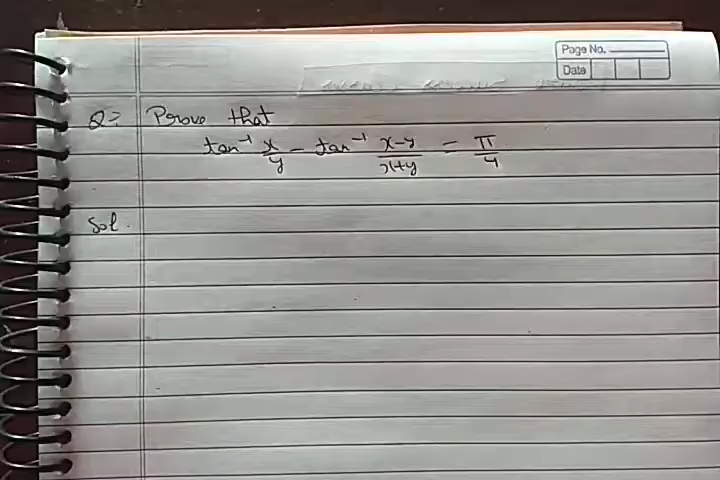 Page No.
Date
Q: Prove that
tan⁻¹ x/y - tan⁻¹ (x-y)/(x+y) = π/4
Sol.